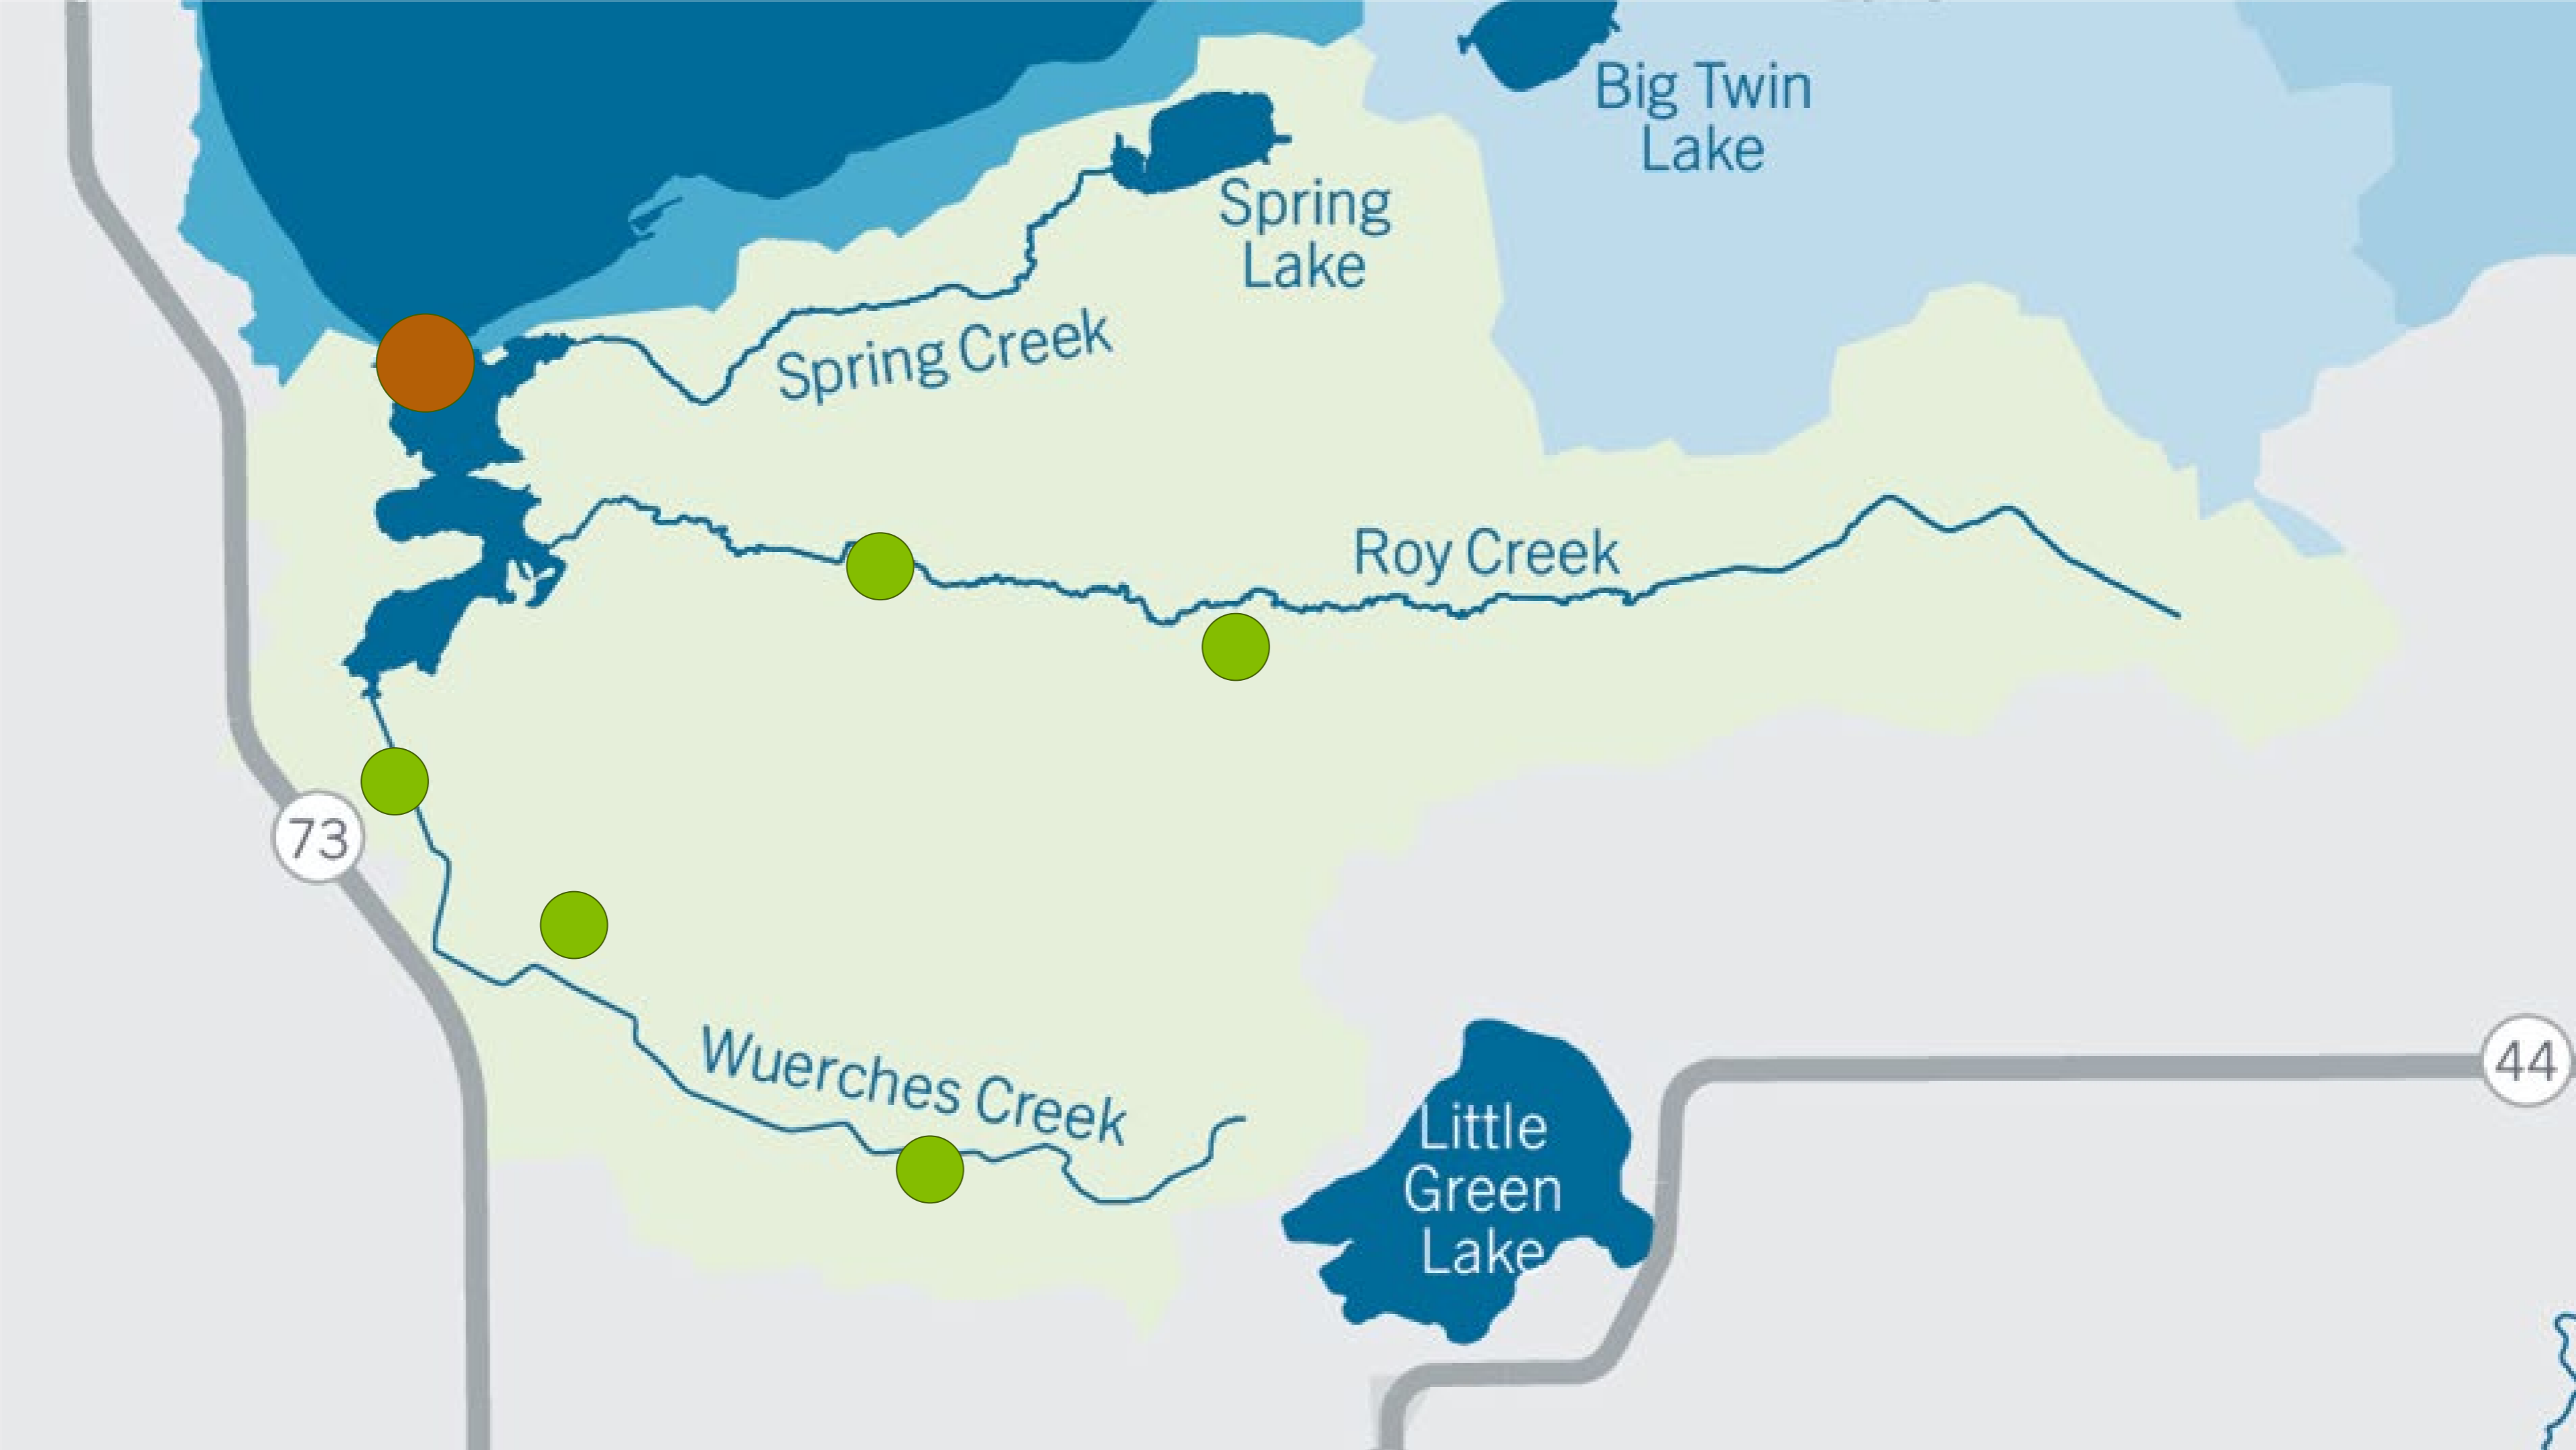 Big Twin
Lake
Spring
Lake
Spring Creek
Roy Creek
73
Wuerches Creek
44
Little
Green
Lake